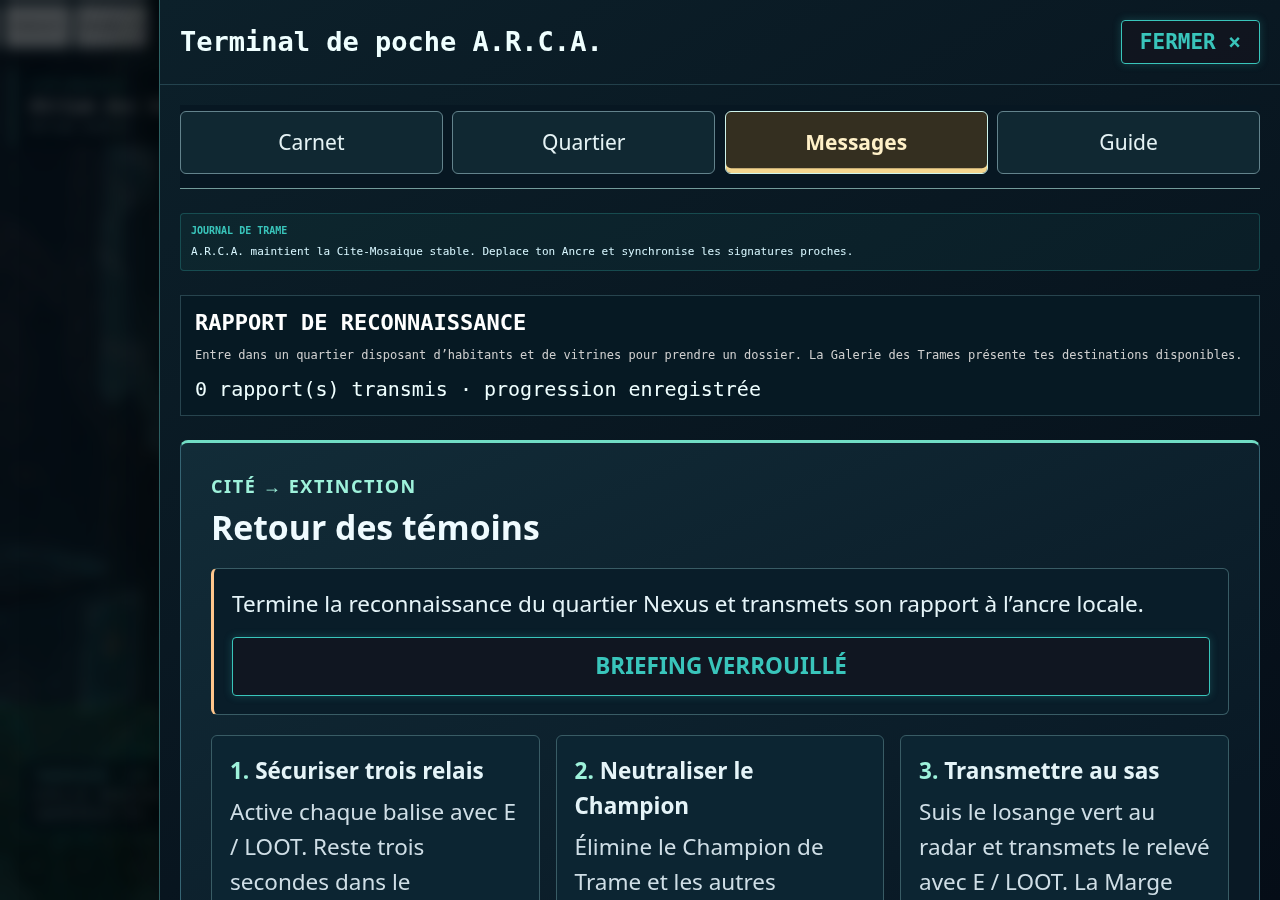 Terminal de poche A.R.C.A.
FERMER ×
Carnet
Quartier
Messages
Guide
JOURNAL DE TRAME
A.R.C.A. maintient la Cite-Mosaique stable. Deplace ton Ancre et synchronise les signatures proches.
RAPPORT DE RECONNAISSANCE
Entre dans un quartier disposant d’habitants et de vitrines pour prendre un dossier. La Galerie des Trames présente tes destinations disponibles.
0 rapport(s) transmis · progression enregistrée
CITÉ → EXTINCTION
Retour des témoins
Termine la reconnaissance du quartier Nexus et transmets son rapport à l’ancre locale.
BRIEFING VERROUILLÉ
1. Sécuriser trois relais
Active chaque balise avec E
/ LOOT. Reste trois
secondes dans le
2. Neutraliser le
Champion
Élimine le Champion de
Trame et les autres
3. Transmettre au sas
Suis le losange vert au
radar et transmets le relevé
avec E / LOOT. La Marge